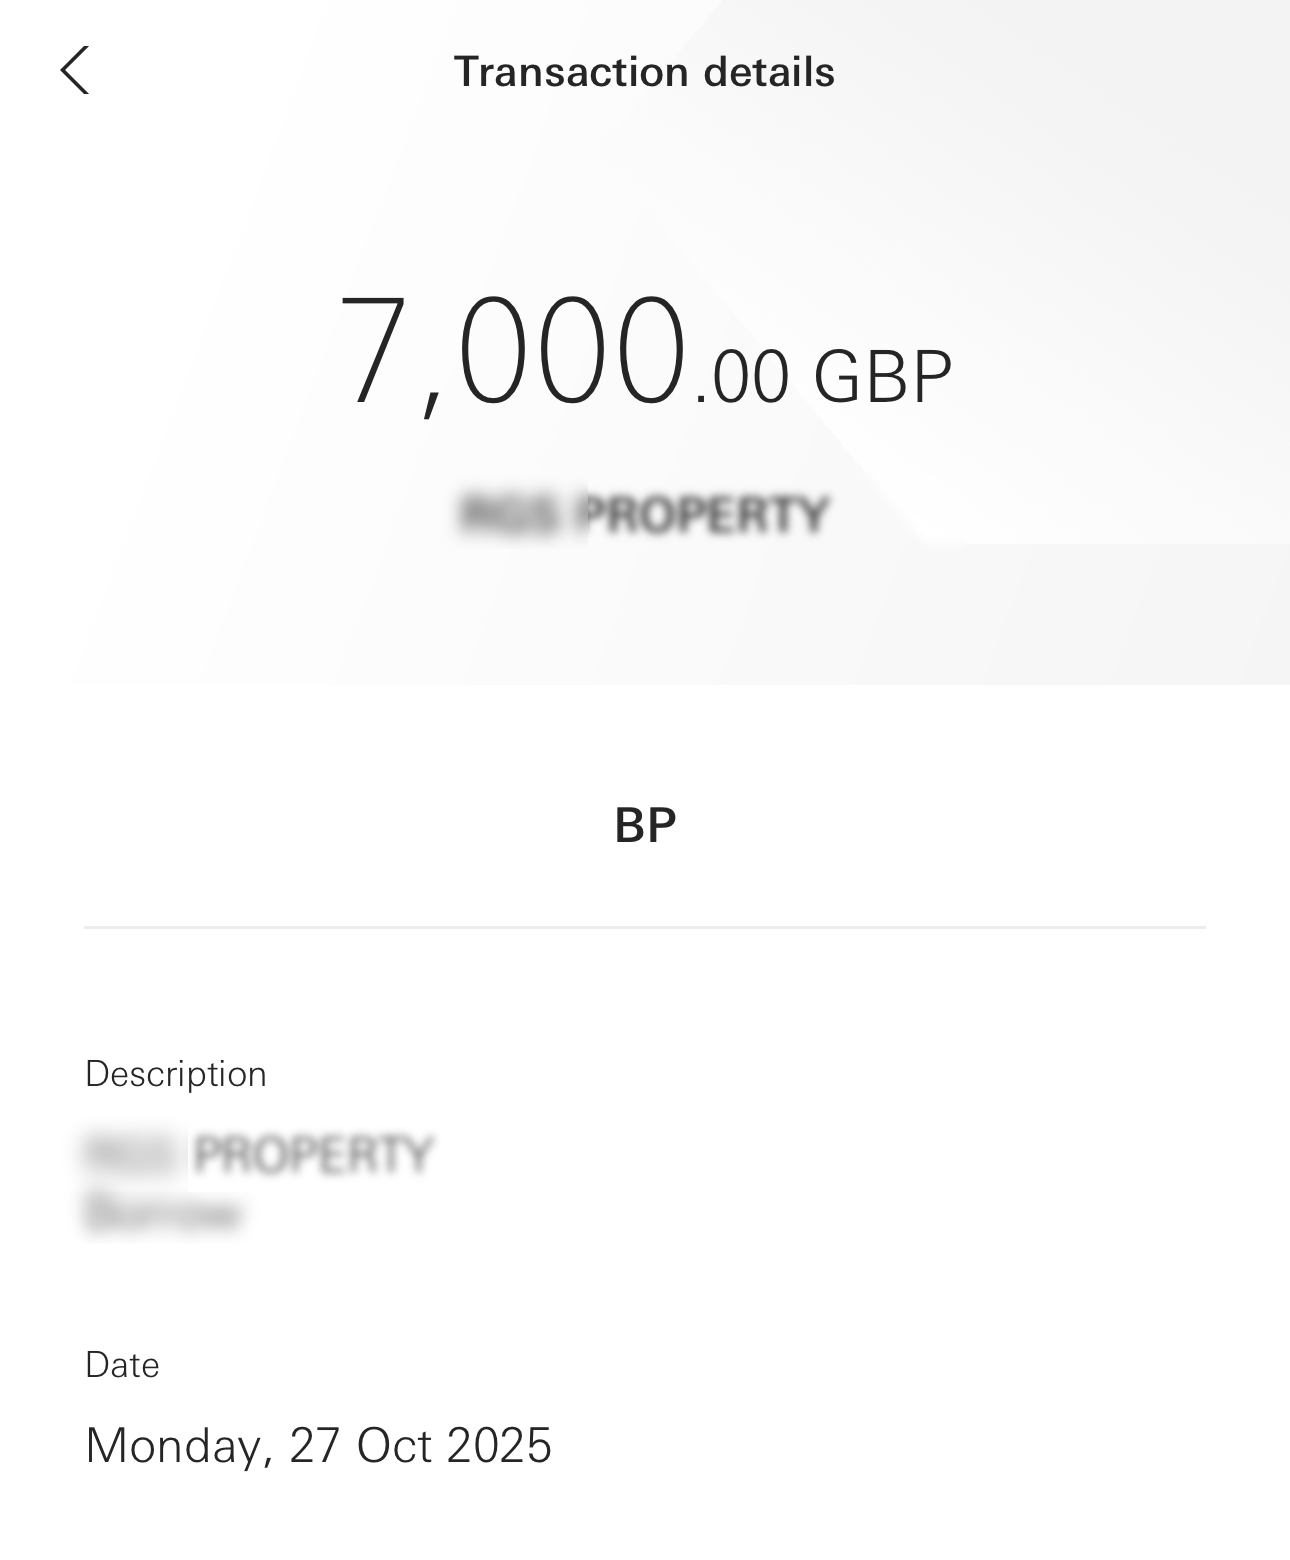 Transaction details
7,000.00 GBP
PROPERTY
BP
Description
PROPERTY
Date
Monday, 27 Oct 2025